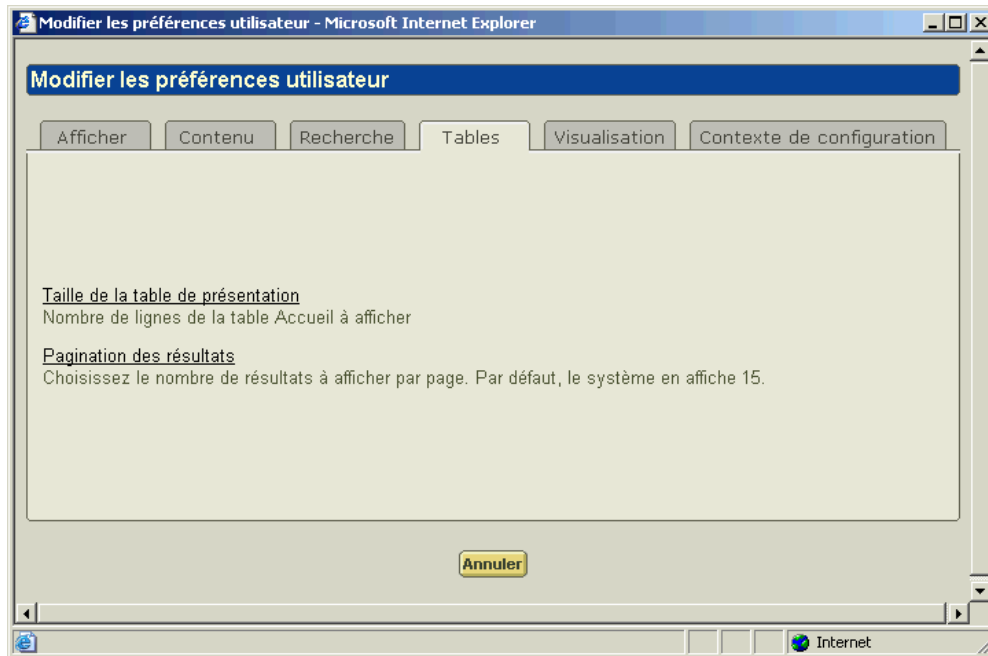 Modifier les préférences utilisateur - Microsoft Internet Explorer
Modifier les préférences utilisateur
Afficher Contenu Recherche Tables Visualisation Contexte de configuration
Taille de la table de présentation
Nombre de lignes de la table Accueil à afficher
Pagination des résultats
Choisissez le nombre de résultats à afficher par page. Par défaut, le système en affiche 15.
Annuler
Internet